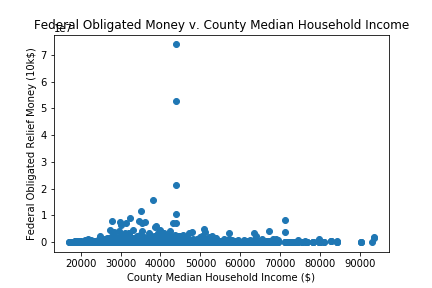 Federal Obligated Money v. County Median Household Income
1e7
7
6
5
4
3
2
1
0
Federal Obligated Relief Money (10k$)
20000 30000 40000 50000 60000 70000 80000 90000
County Median Household Income ($)